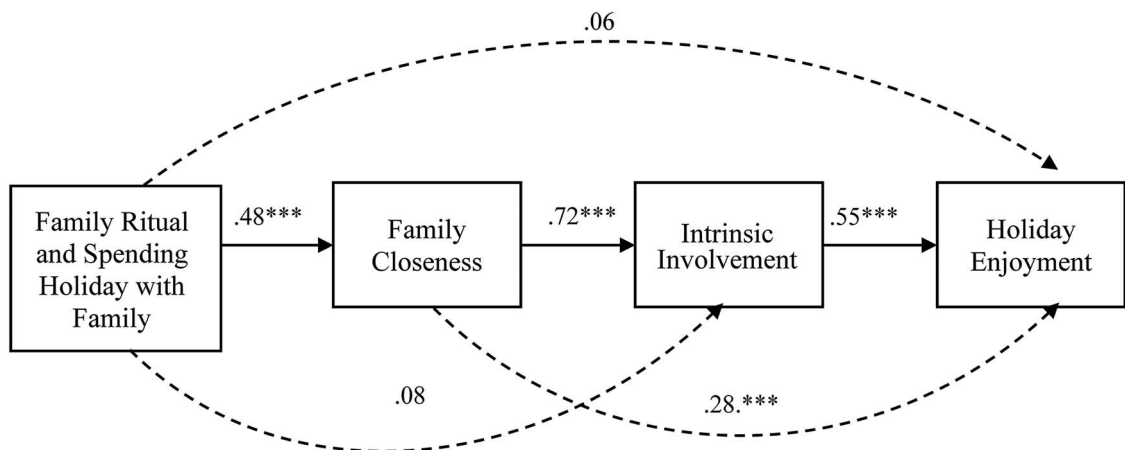 .06
Family Ritual
and Spending
Holiday with
Family
.48***
Family
Closeness
.72***
Intrinsic
Involvement
.55***
Holiday
Enjoyment
.08
.28.***